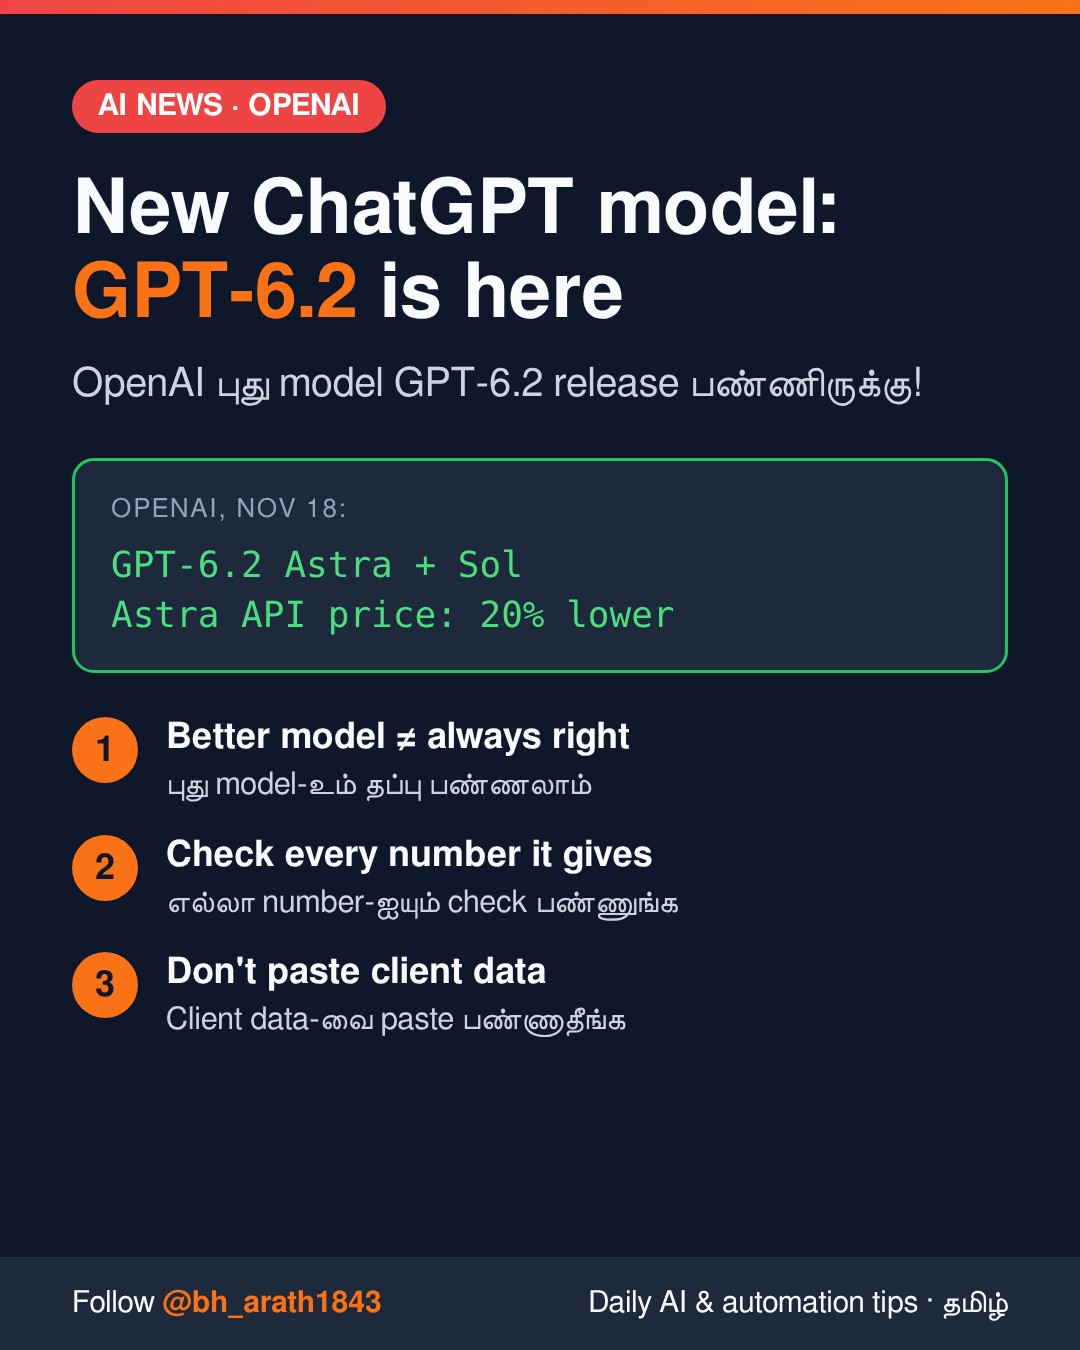 AI NEWS · OPENAI
New ChatGPT model:
GPT-6.2 is here
OpenAI புது model GPT-6.2 release பண்ணிருக்கு!
OPENAI, NOV 18:
GPT-6.2 Astra + Sol
Astra API price: 20% lower
1
Better model ≠ always right
புது model-உம் தப்பு பண்ணலாம்
2
Check every number it gives
எல்லா number-ஐயும் check பண்ணுங்க
3
Don't paste client data
Client data-வை paste பண்ணாதீங்க
Follow @bh_arath1843
Daily AI & automation tips · தமிழ்